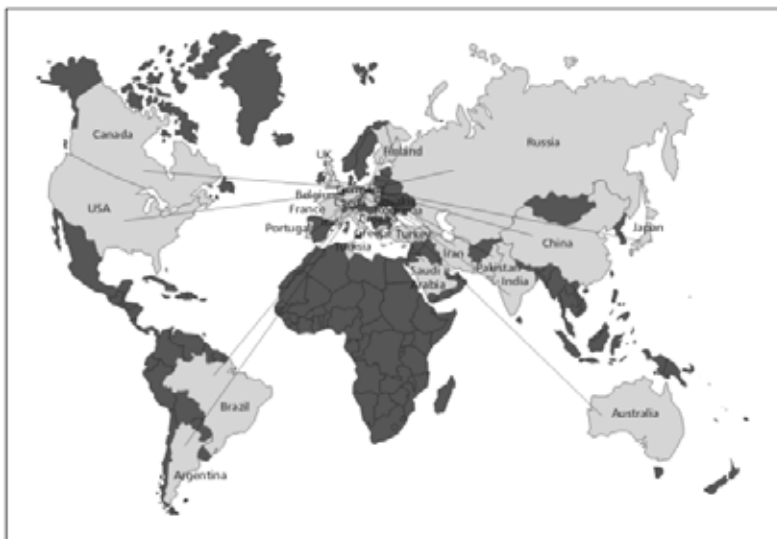 Canada
Russia
UK
Finland
USA
Belgium
France
Portugal
Turkey
Tunisia
Iran
China
Japan
Saudi
Arabia
Pakistan
India
Brazil
Australia
Argentina